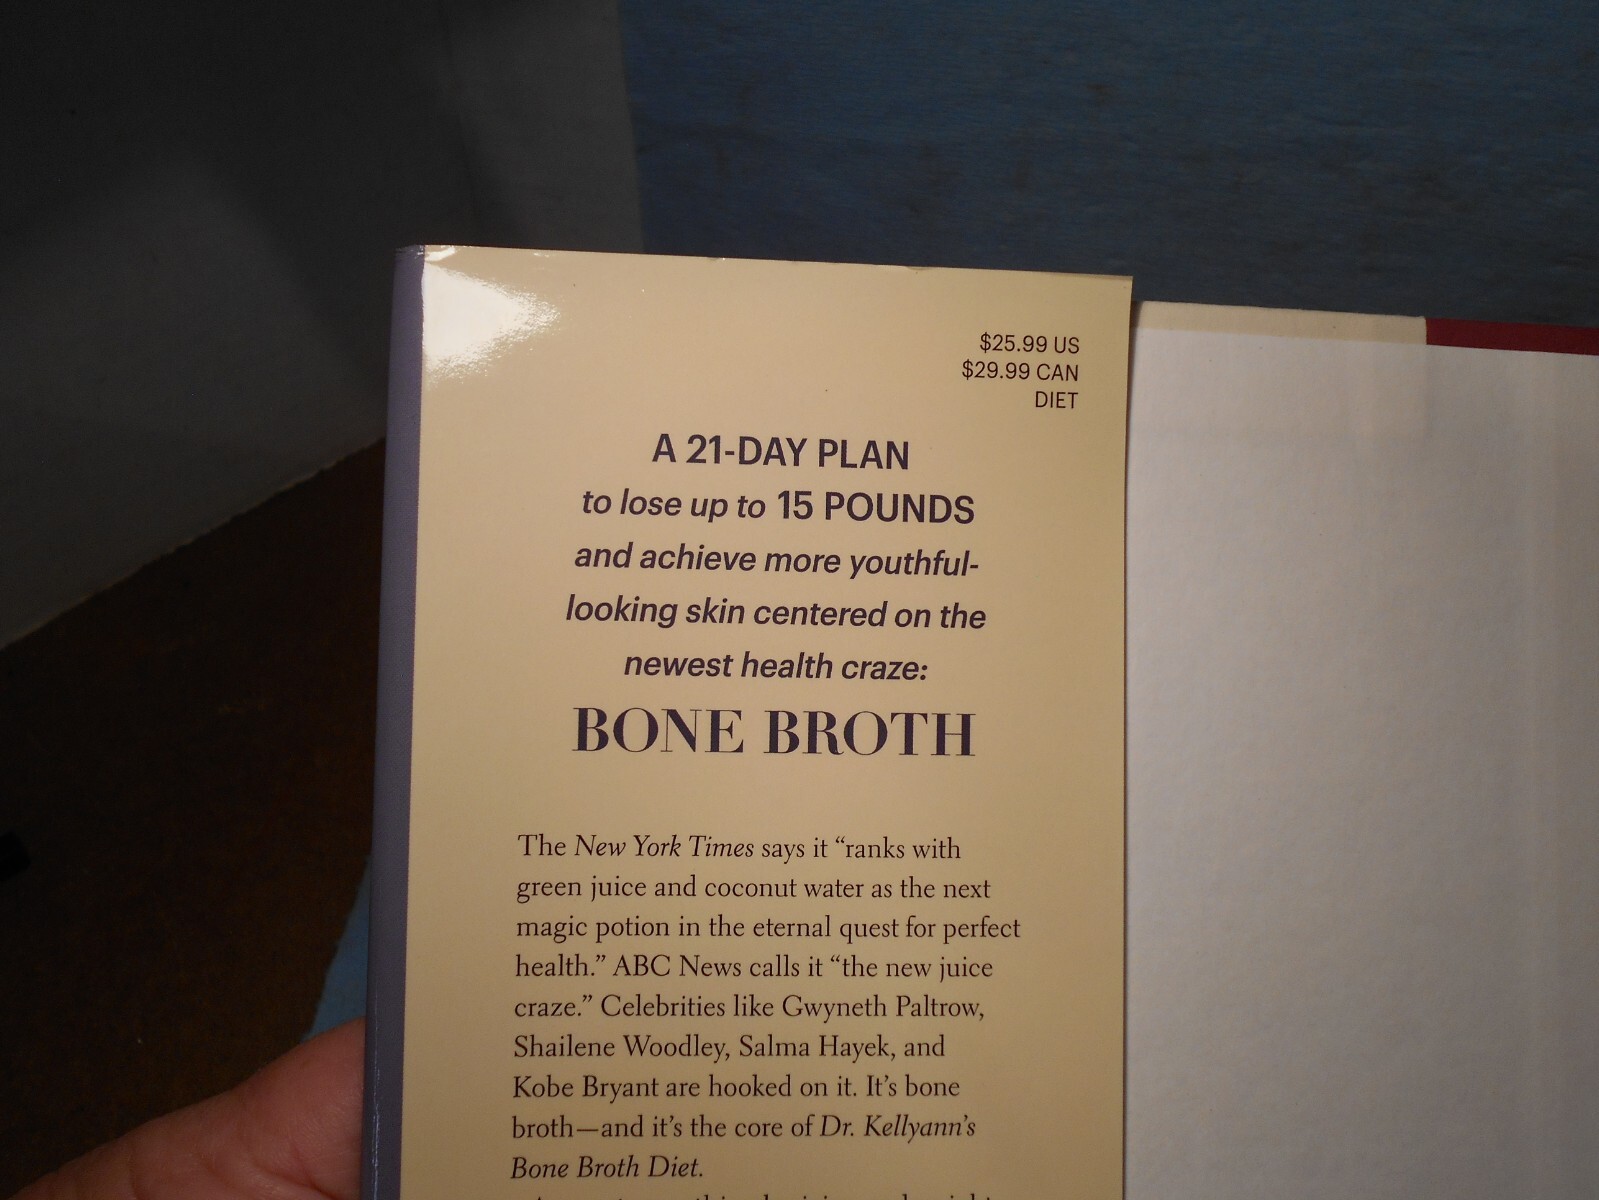 $25.99 US
$29.99 CAN
DIET
A 21-DAY PLAN
to lose up to 15 POUNDS
and achieve more youthful-
looking skin centered on the
newest health craze:
BONE BROTH
The New York Times says it “ranks with
green juice and coconut water as the next
magic potion in the eternal quest for perfect
health.” ABC News calls it “the new juice
craze.” Celebrities like Gwyneth Paltrow,
Shailene Woodley, Salma Hayek, and
Kobe Bryant are hooked on it. It’s bone
broth—and it’s the core of Dr. Kellyann’s
Bone Broth Diet.